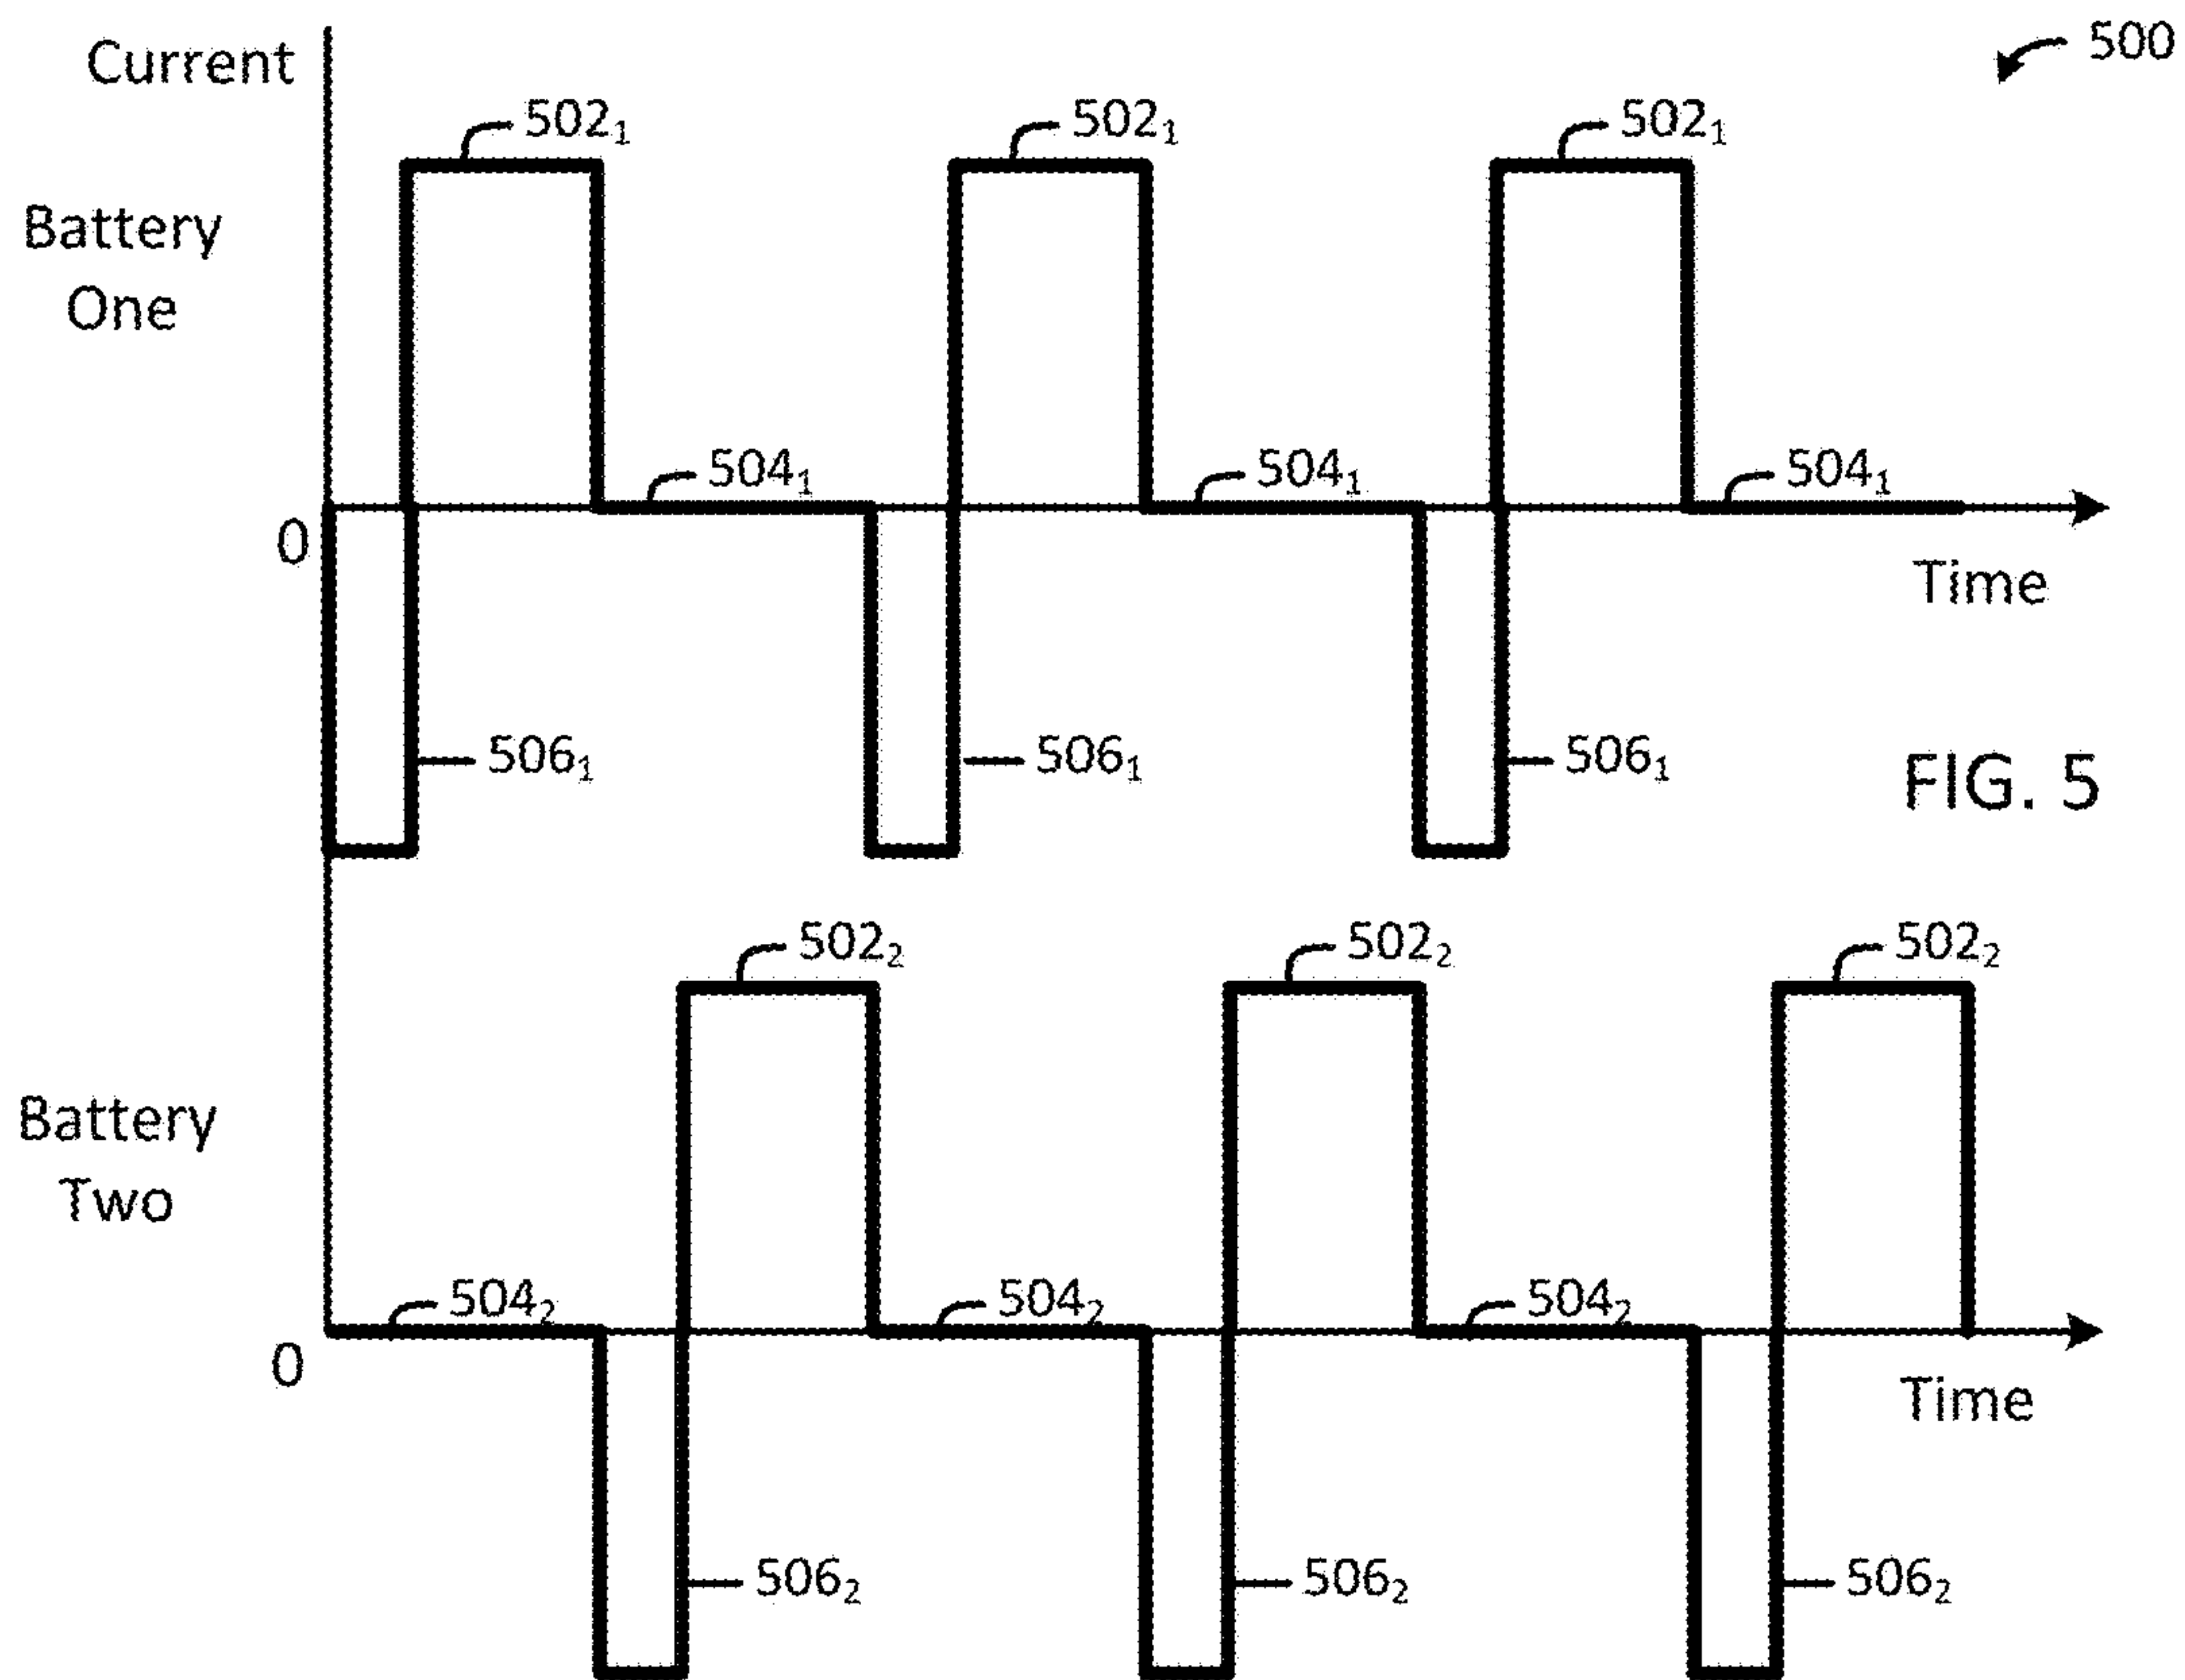 Current
500
502₁ 502₁ 502₁
Battery
One
504₁ 504₁ 504₁
0
Time
506₁ 506₁ 506₁
FIG. 5
502₂ 502₂ 502₂
Battery
Two
504₂ 504₂ 504₂
0
Time
506₂ 506₂ 506₂